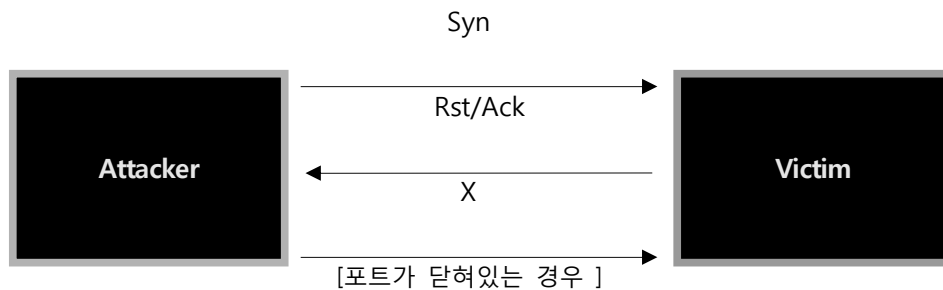 Syn
Rst/Ack
Attacker
Victim
X
[포트가 닫혀있는 경우 ]